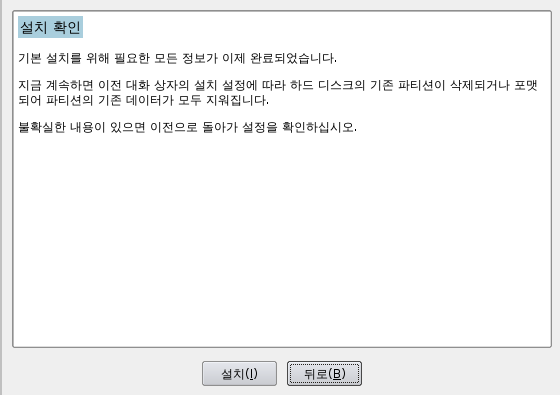 설치 확인
기본 설치를 위해 필요한 모든 정보가 이제 완료되었습니다.
지금 계속하면 이전 대화 상자의 설치 설정에 따라 하드 디스크의 기존 파티션이 삭제되거나 포맷
되어 파티션의 기존 데이터가 모두 지워집니다.
불확실한 내용이 있으면 이전으로 돌아가 설정을 확인하십시오.
설치(I) 뒤로(B)